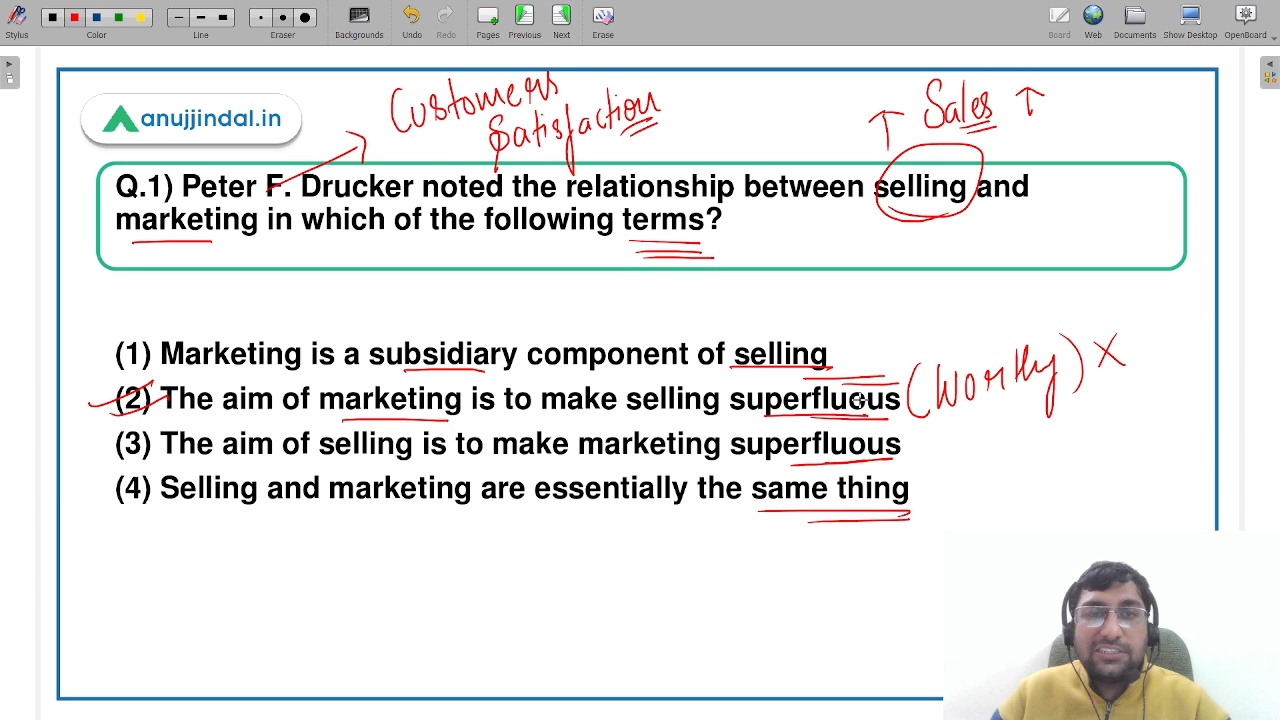 Stylus
Color
Line
Eraser
Backgrounds
Undo
Redo
Pages
Previous
Next
Erase
Board
Web
Documents
Show Desktop
OpenBoard
anujjindal.in
Customers
Satisfaction
Sales
Q.1) Peter F. Drucker noted the relationship between selling and
marketing in which of the following terms?
(1) Marketing is a subsidiary component of selling
(2) The aim of marketing is to make selling superfluous
(Worthy) X
(3) The aim of selling is to make marketing superfluous
(4) Selling and marketing are essentially the same thing